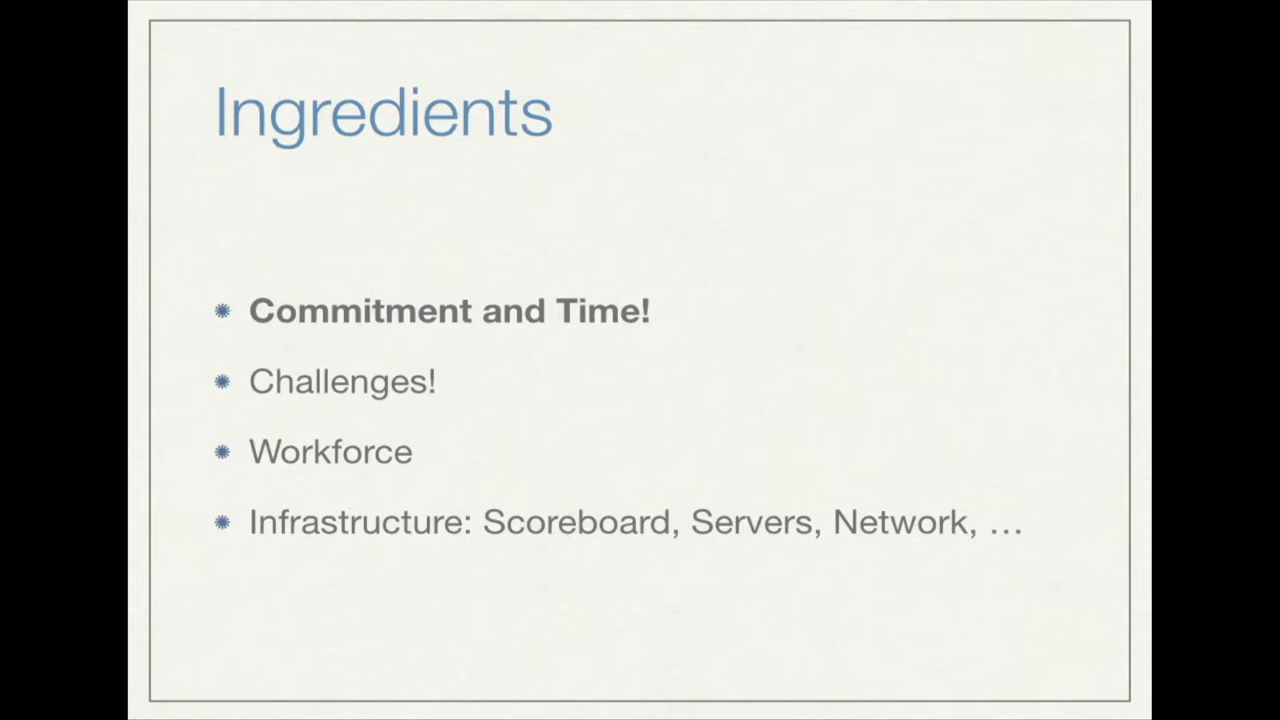 Ingredients
Commitment and Time!
Challenges!
Workforce
Infrastructure: Scoreboard, Servers, Network, …